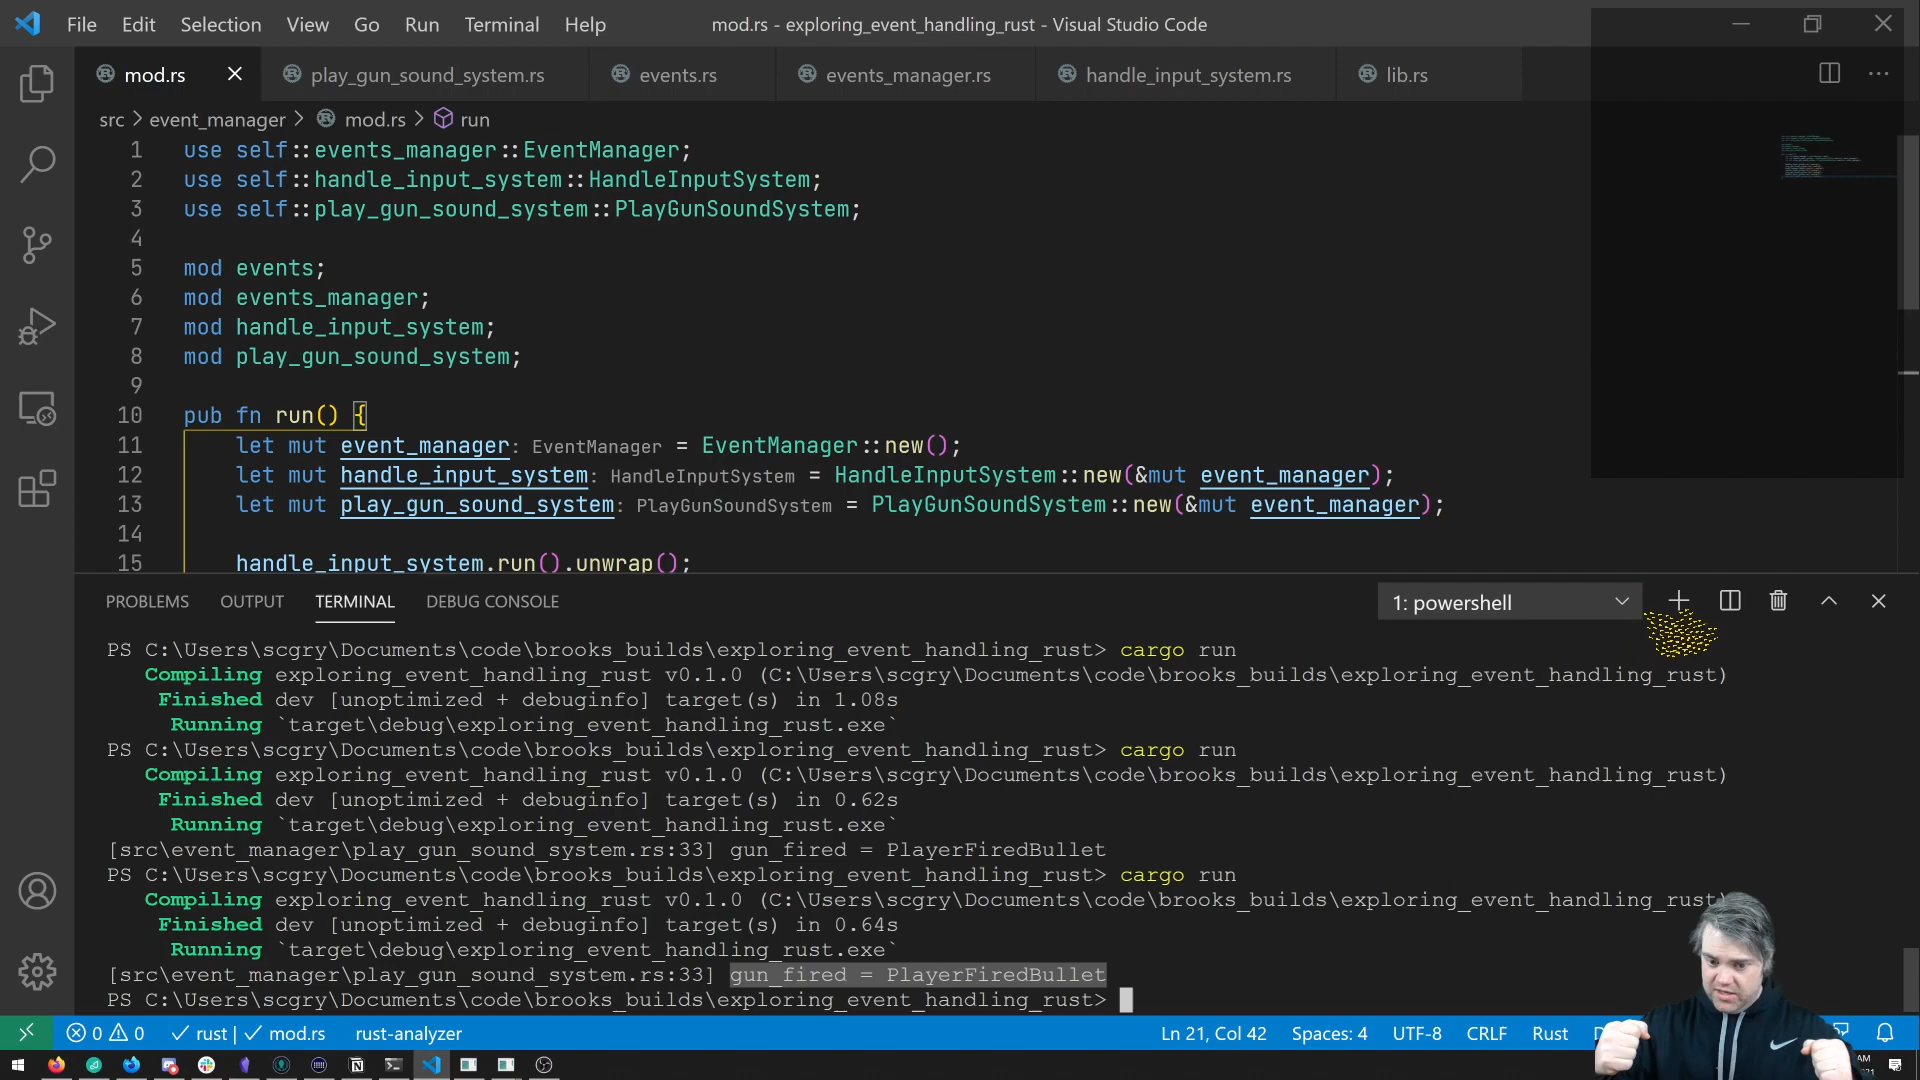 File Edit Selection View Go Run Terminal Help mod.rs - exploring_event_handling_rust - Visual Studio Code
mod.rs play_gun_sound_system.rs events.rs events_manager.rs handle_input_system.rs lib.rs
src > event_manager > mod.rs > run
1 use self::events_manager::EventManager;
2 use self::handle_input_system::HandleInputSystem;
3 use self::play_gun_sound_system::PlayGunSoundSystem;
4
5 mod events;
6 mod events_manager;
7 mod handle_input_system;
8 mod play_gun_sound_system;
9
10 pub fn run() {
11 let mut event_manager: EventManager = EventManager::new();
12 let mut handle_input_system: HandleInputSystem = HandleInputSystem::new(&mut event_manager);
13 let mut play_gun_sound_system: PlayGunSoundSystem = PlayGunSoundSystem::new(&mut event_manager);
14
15 handle_input_system.run().unwrap();
PROBLEMS OUTPUT TERMINAL DEBUG CONSOLE 1: powershell
PS C:\Users\scgry\Documents\code\brooks_builds\exploring_event_handling_rust> cargo run
Compiling exploring_event_handling_rust v0.1.0 (C:\Users\scgry\Documents\code\brooks_builds\exploring_event_handling_rust)
Finished dev [unoptimized + debuginfo] target(s) in 1.08s
Running `target\debug\exploring_event_handling_rust.exe`
PS C:\Users\scgry\Documents\code\brooks_builds\exploring_event_handling_rust> cargo run
Compiling exploring_event_handling_rust v0.1.0 (C:\Users\scgry\Documents\code\brooks_builds\exploring_event_handling_rust)
Finished dev [unoptimized + debuginfo] target(s) in 0.62s
Running `target\debug\exploring_event_handling_rust.exe`
[src\event_manager\play_gun_sound_system.rs:33] gun_fired = PlayerFiredBullet
PS C:\Users\scgry\Documents\code\brooks_builds\exploring_event_handling_rust> cargo run
Compiling exploring_event_handling_rust v0.1.0 (C:\Users\scgry\Documents\code\brooks_builds\exploring_event_handling_rust)
Finished dev [unoptimized + debuginfo] target(s) in 0.64s
Running `target\debug\exploring_event_handling_rust.exe`
[src\event_manager\play_gun_sound_system.rs:33] gun_fired = PlayerFiredBullet
PS C:\Users\scgry\Documents\code\brooks_builds\exploring_event_handling_rust>
0 0 rust | mod.rs rust-analyzer Ln 21, Col 42 Spaces: 4 UTF-8 CRLF Rust
AM